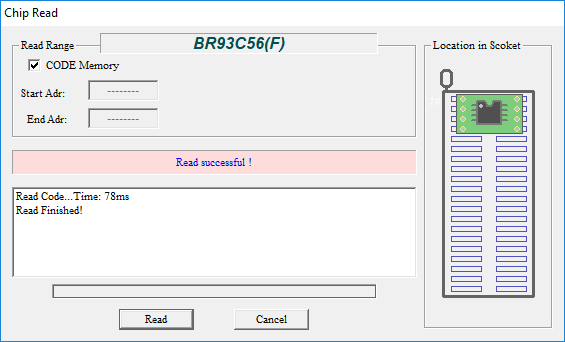 Chip Read
Read Range
BR93C56(F)
CODE Memory
Start Adr:
--------
End Adr:
--------
Read successful !
Read Code...Time: 78ms
Read Finished!
Read
Cancel
Location in Scoket